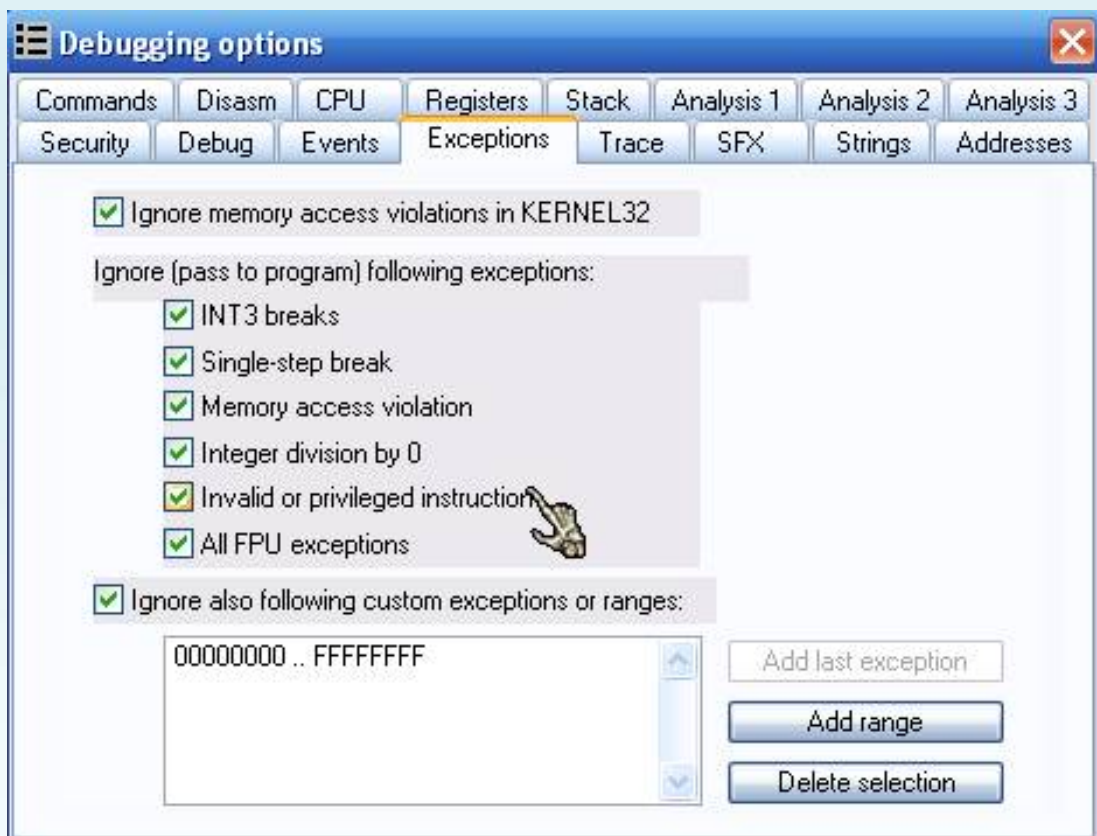 Debugging options
Commands Disasm CPU Registers Stack Analysis 1 Analysis 2 Analysis 3
Security Debug Events Exceptions Trace SFX Strings Addresses
Ignore memory access violations in KERNEL32
Ignore (pass to program) following exceptions:
INT3 breaks
Single-step break
Memory access violation
Integer division by 0
Invalid or privileged instruction
All FPU exceptions
Ignore also following custom exceptions or ranges:
00000000 .. FFFFFFFF
Add last exception
Add range
Delete selection